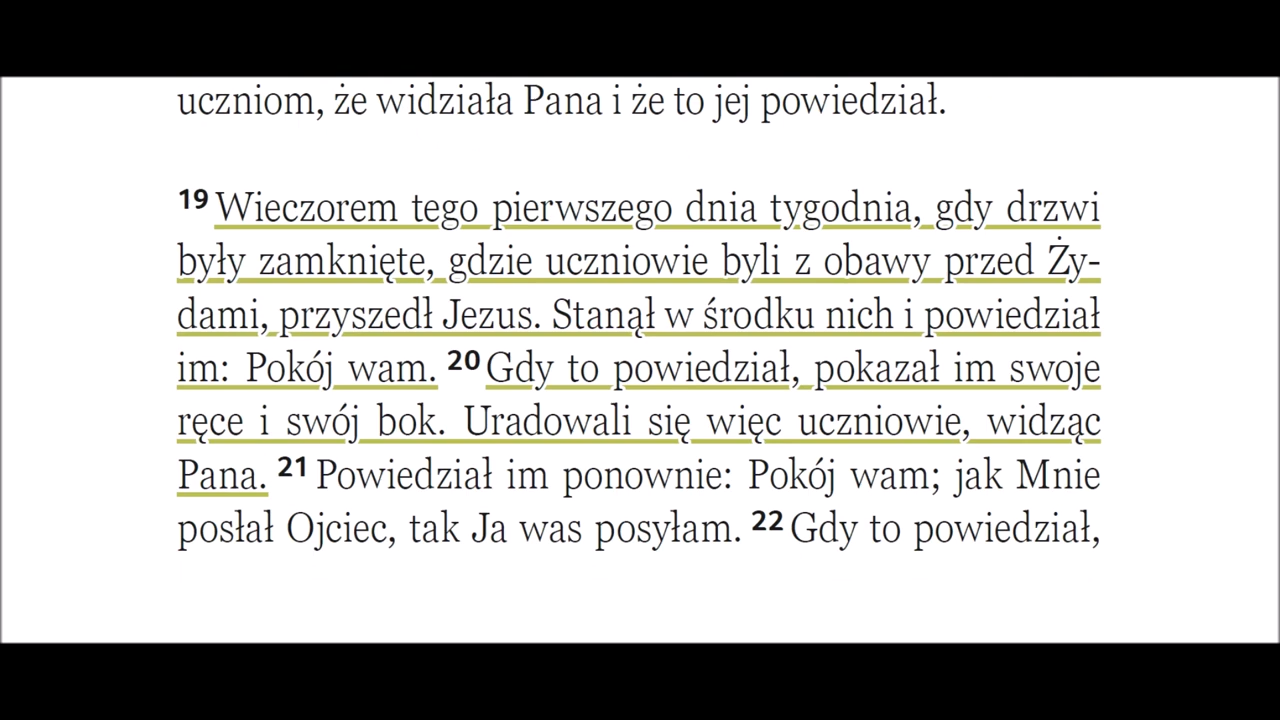 uczniom, że widziała Pana i że to jej powiedział.
19 Wieczorem tego pierwszego dnia tygodnia, gdy drzwi
były zamknięte, gdzie uczniowie byli z obawy przed Ży-
dami, przyszedł Jezus. Stanął w środku nich i powiedział
im: Pokój wam. 20 Gdy to powiedział, pokazał im swoje
ręce i swój bok. Uradowali się więc uczniowie, widząc
Pana. 21 Powiedział im ponownie: Pokój wam; jak Mnie
posłał Ojciec, tak Ja was posyłam. 22 Gdy to powiedział,